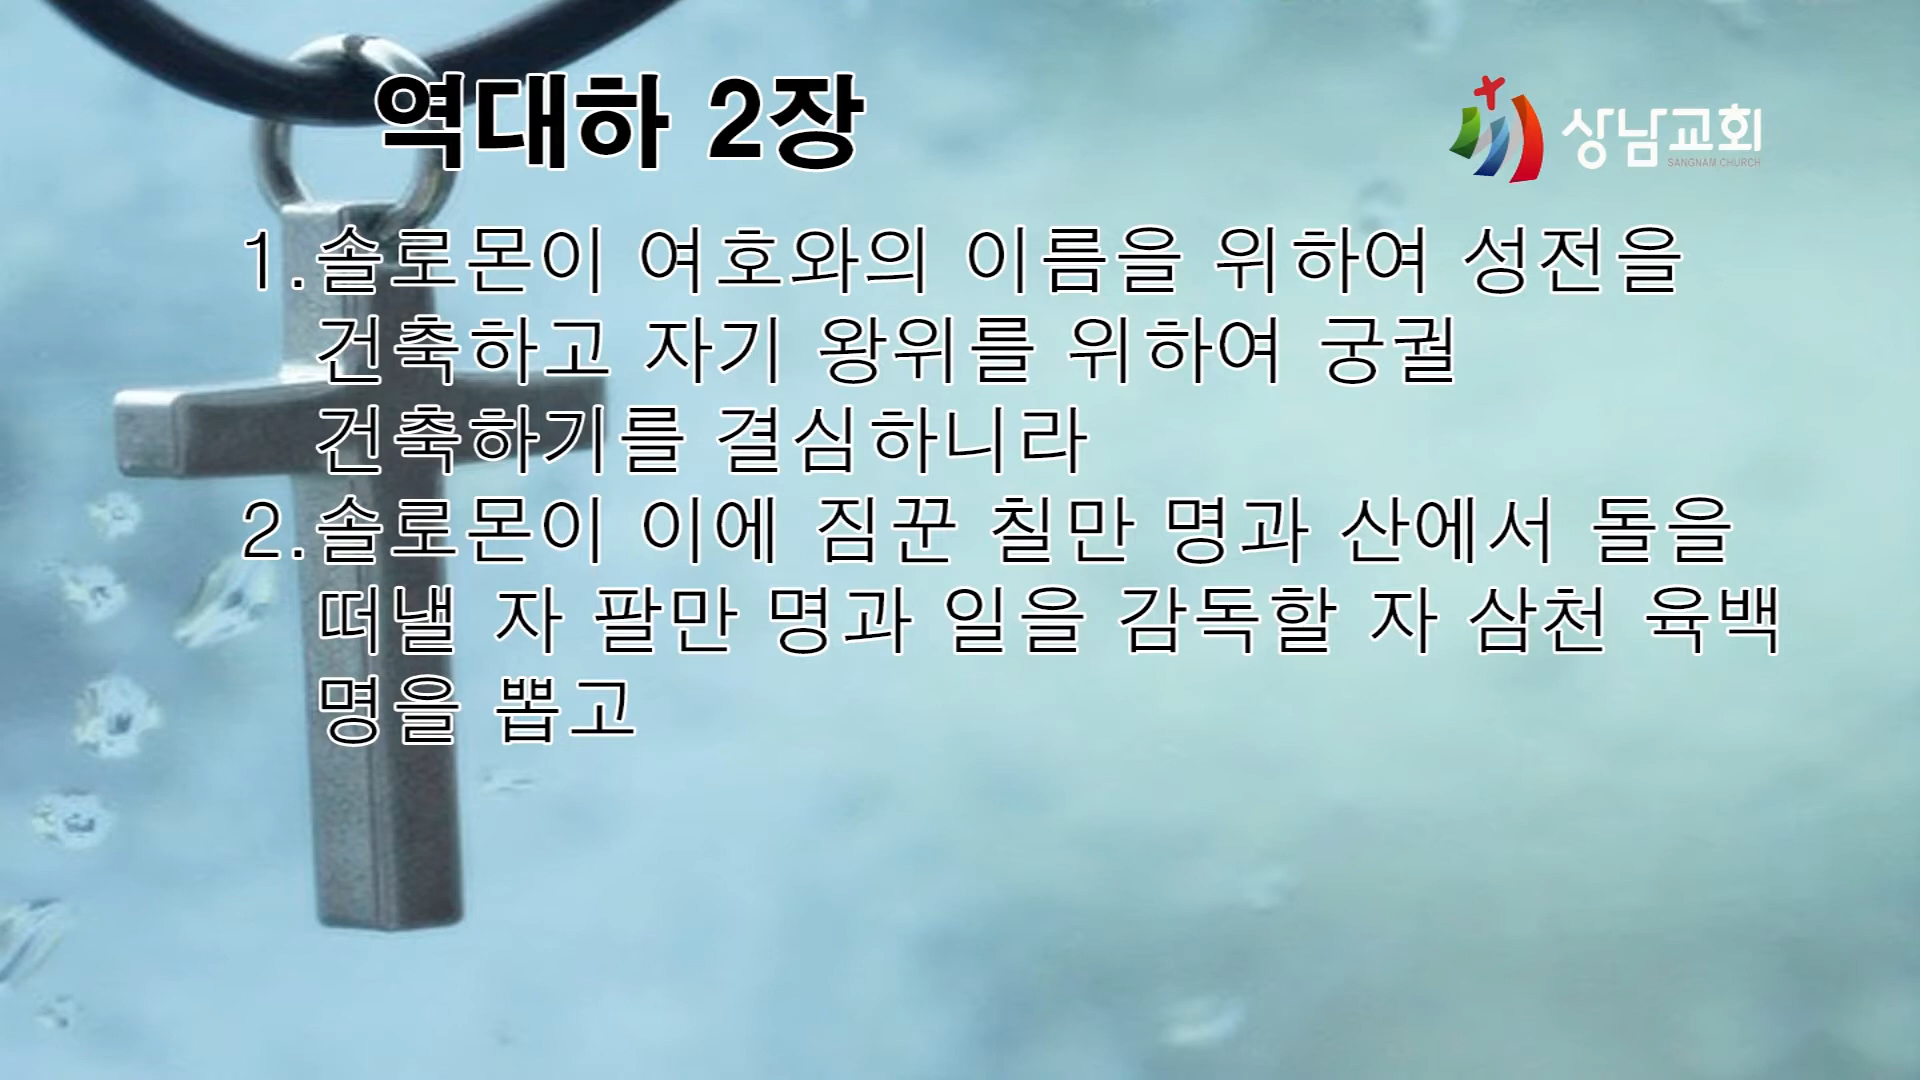 역대하 2장
상남교회
SANGNAM CHURCH
1.솔로몬이 여호와의 이름을 위하여 성전을
건축하고 자기 왕위를 위하여 궁궐
건축하기를 결심하니라
2.솔로몬이 이에 짐꾼 칠만 명과 산에서 돌을
떠낼 자 팔만 명과 일을 감독할 자 삼천 육백
명을 뽑고